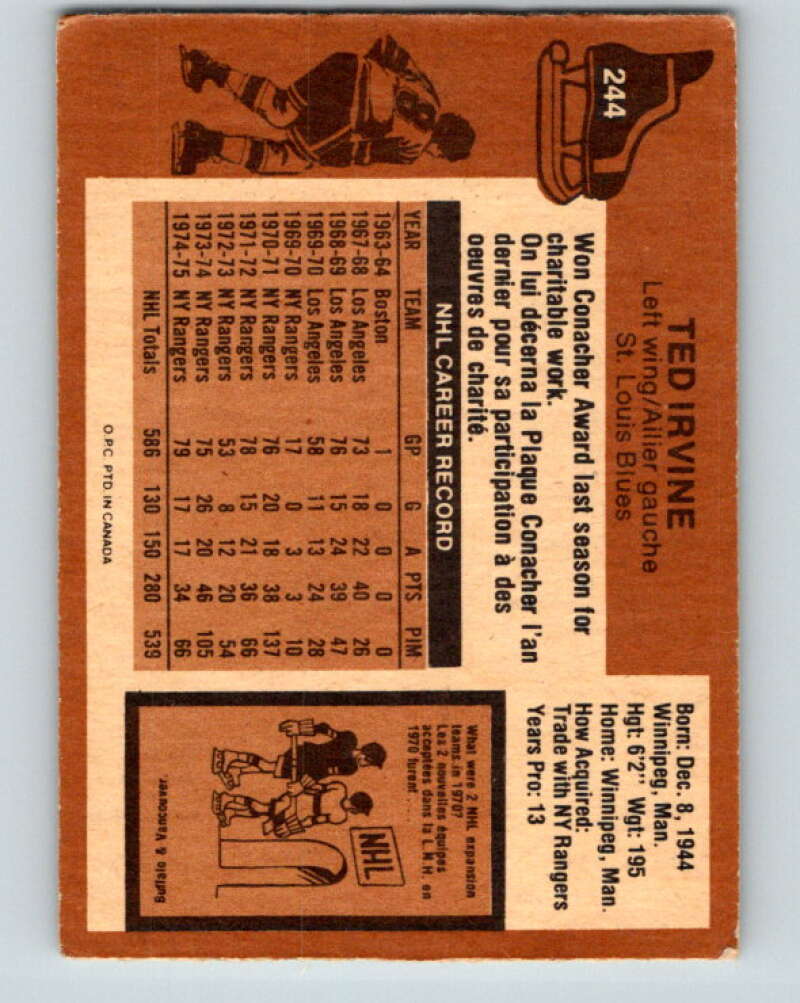 244
TED IRVINE
Left wing/Ailier gauche
St. Louis Blues
8
Won Conacher Award last season for
charitable work.
On lui décerna la Plaque Conacher l'an
dernier pour sa participation à des
oeuvres de charité.
Born: Dec. 8, 1944
Winnipeg, Man.
Hgt: 6'2" Wgt: 195
Home: Winnipeg, Man.
How Acquired:
Trade with NY Rangers
Years Pro: 13
NHL CAREER RECORD
YEAR TEAM GP G A PTS PIM
1963-64 Boston 1 0 0 0 0
1967-68 Los Angeles 73 18 22 40 26
1968-69 Los Angeles 76 15 24 39 47
1969-70 Los Angeles 58 11 13 24 28
1969-70 NY Rangers 17 0 3 3 10
1970-71 NY Rangers 76 20 18 38 137
1971-72 NY Rangers 78 15 21 36 66
1972-73 NY Rangers 53 8 12 20 54
1973-74 NY Rangers 75 26 20 46 105
1974-75 NY Rangers 79 17 17 34 66
NHL Totals 586 130 150 280 539
What were 2 NHL expansion
teams in 1970?
Les 2 nouvelles équipes
acceptées dans la L.N.H. en
1970 furent....
NHL
Buffalo & Vancouver.
O.P.C. PTD. IN CANADA